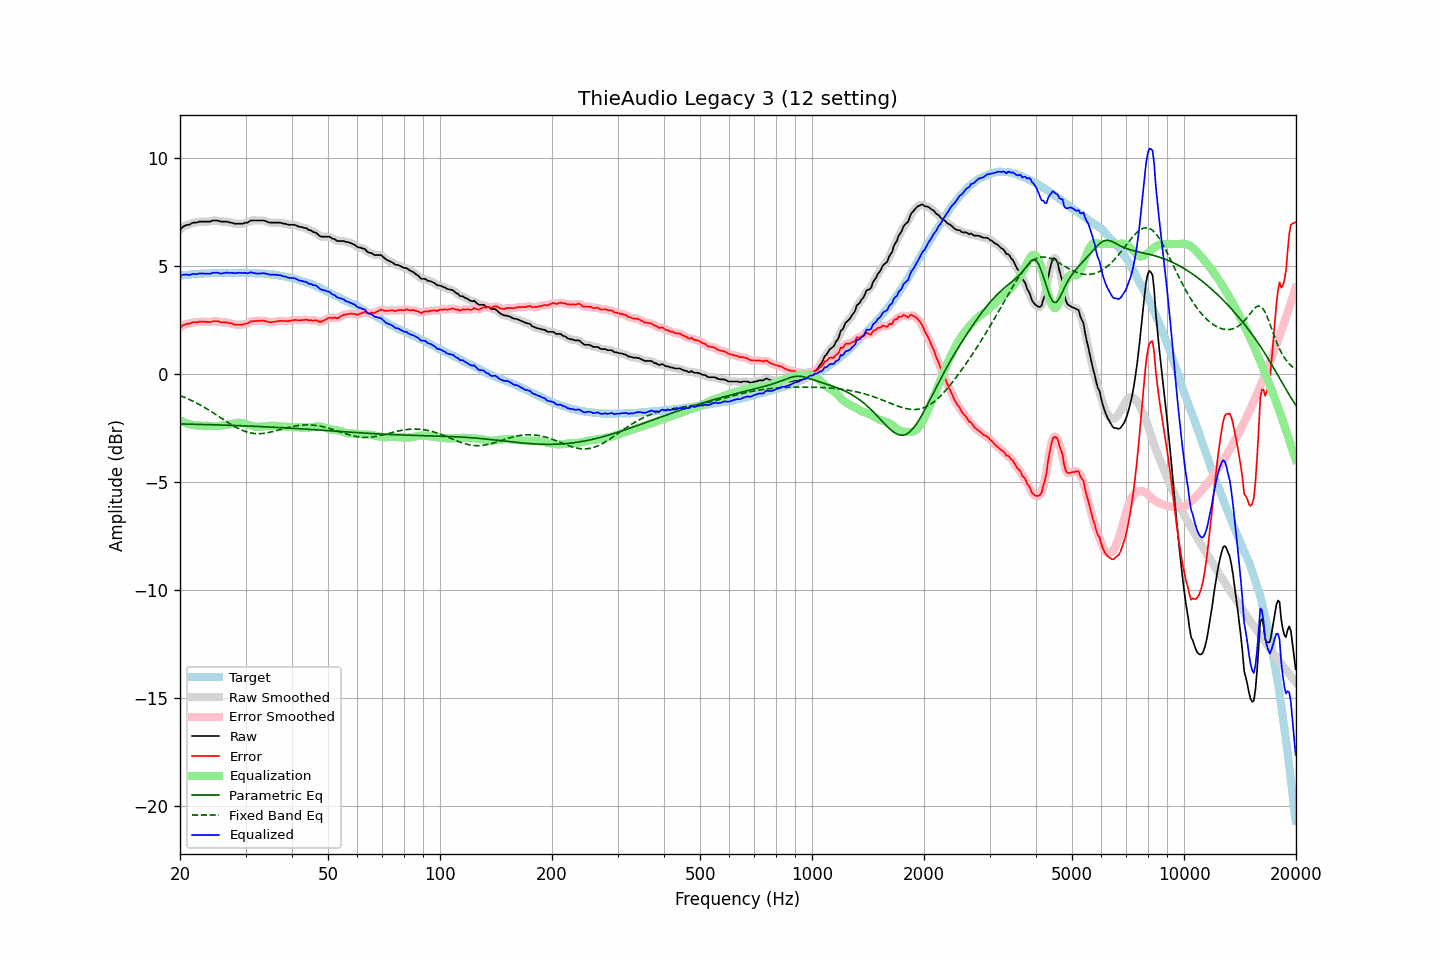 ThieAudio Legacy 3 (12 setting)
10
5
0
−5
−10
−15
−20
Amplitude (dBr)
Target
Raw Smoothed
Error Smoothed
Raw
Error
Equalization
Parametric Eq
Fixed Band Eq
Equalized
20
50
100
200
500
1000
2000
5000
10000
20000
Frequency (Hz)